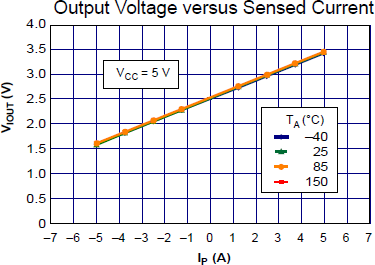 Output Voltage versus Sensed Current
4.0
3.5
3.0
2.5
2.0
1.5
1.0
0.5
0
VIOUT (V)
VCC = 5 V
TA (°C)
–40
25
85
150
–7 –6 –5 –4 –3 –2 –1 0 1 2 3 4 5 6 7
IP (A)